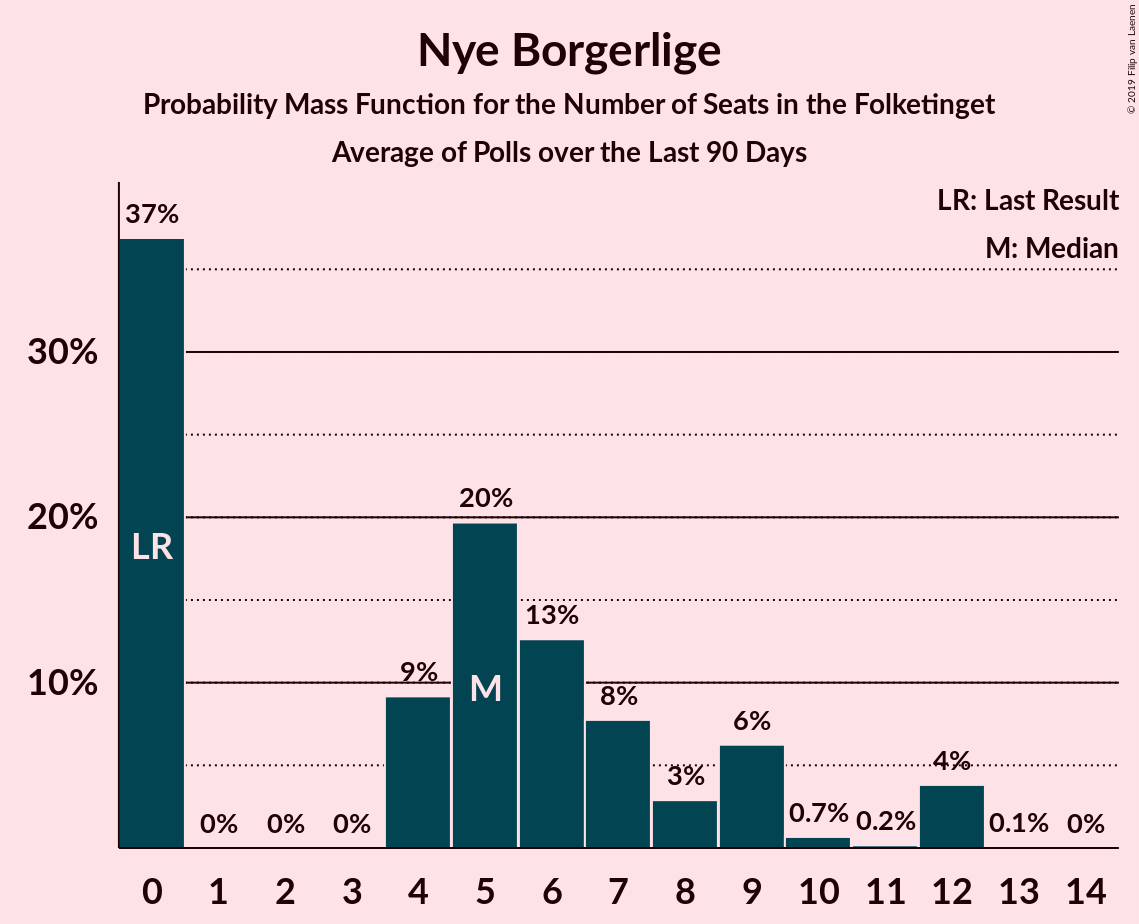 Nye Borgerlige
Probability Mass Function for the Number of Seats in the Folketinget
Average of Polls over the Last 90 Days
© 2019 Filip van Laenen
LR: Last Result
M: Median
37%
0%
0%
0%
9%
20%
13%
8%
3%
6%
0.7%
0.2%
4%
0.1%
0%
LR
M
30%
20%
10%
0 1 2 3 4 5 6 7 8 9 10 11 12 13 14